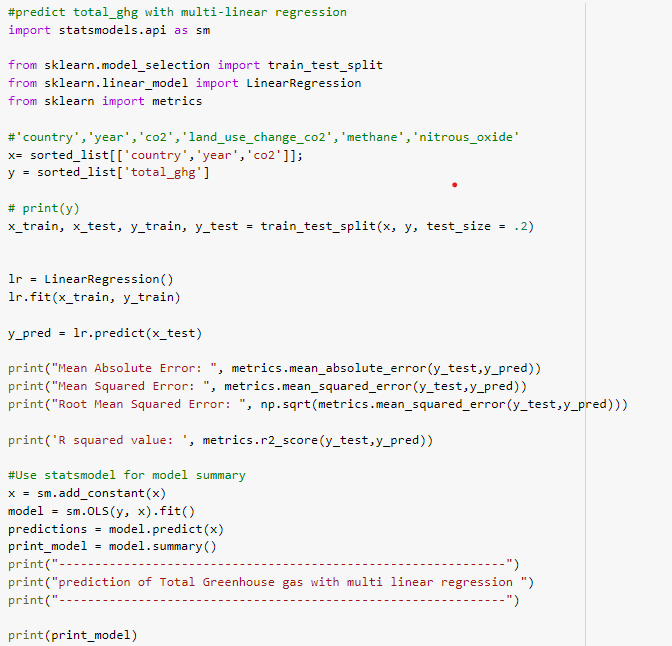 #predict total_ghg with multi-linear regression
import statsmodels.api as sm
from sklearn.model_selection import train_test_split
from sklearn.linear_model import LinearRegression
from sklearn import metrics
#'country','year','co2','land_use_change_co2','methane','nitrous_oxide'
x= sorted_list[['country','year','co2']];
y = sorted_list['total_ghg']
# print(y)
x_train, x_test, y_train, y_test = train_test_split(x, y, test_size = .2)
lr = LinearRegression()
lr.fit(x_train, y_train)
y_pred = lr.predict(x_test)
print("Mean Absolute Error: ", metrics.mean_absolute_error(y_test,y_pred))
print("Mean Squared Error: ", metrics.mean_squared_error(y_test,y_pred))
print("Root Mean Squared Error: ", np.sqrt(metrics.mean_squared_error(y_test,y_pred)))
print('R squared value: ', metrics.r2_score(y_test,y_pred))
#Use statsmodel for model summary
x = sm.add_constant(x)
model = sm.OLS(y, x).fit()
predictions = model.predict(x)
print_model = model.summary()
print("--------------------------------------------------------------")
print("prediction of Total Greenhouse gas with multi linear regression ")
print("--------------------------------------------------------------")
print(print_model)